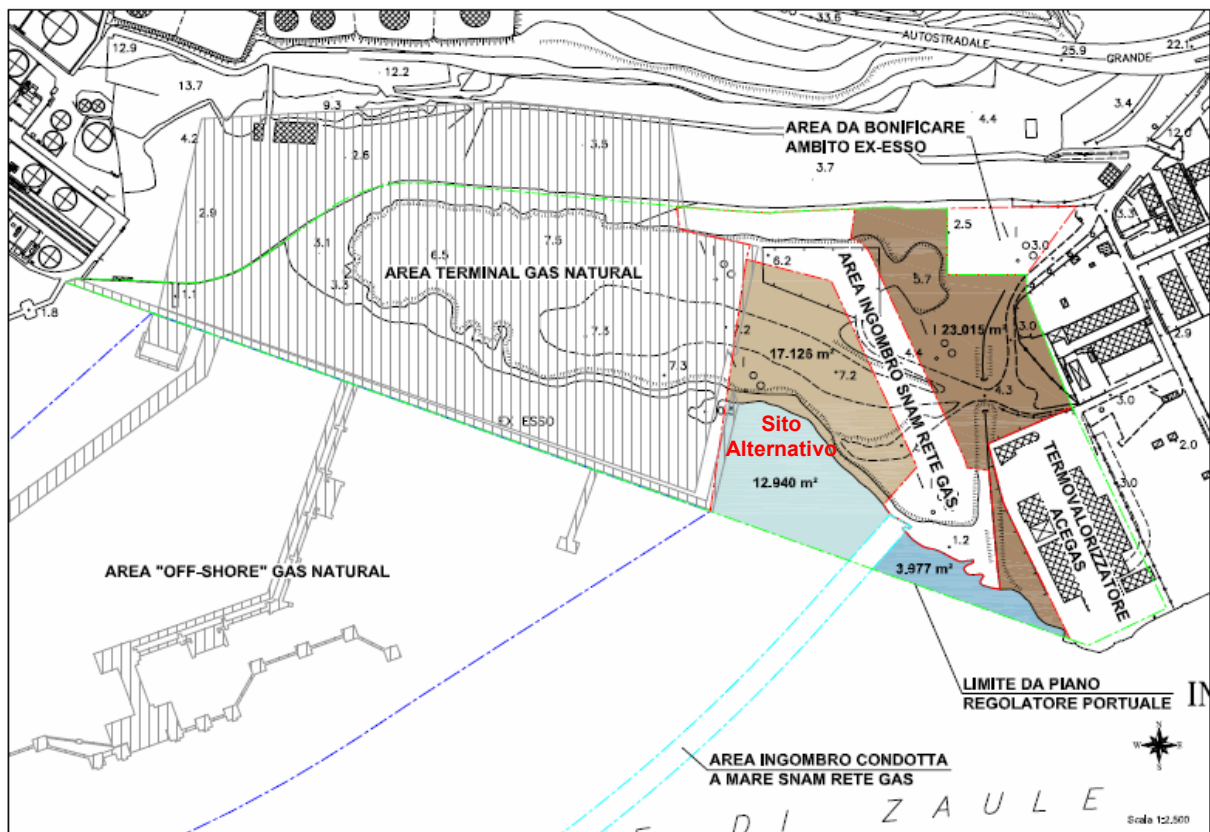 33.6
AUTOSTRADALE
22.1
25.9
GRANDE
12.9
12.2
13.7
9.3
3.4
4.2
AREA DA BONIFICARE
AMBITO EX-ESSO
4.4
12.0
2.6
3.5
3.7
2.9
2.5
3.3
3.1
6.5
7.5
6.2
3.0
AREA TERMINAL GAS NATURAL
AREA INGOMBRO SNAM RETE GAS
5.7
3.3
1.1
1.8
7.3
7.2
23.015 m²
3.0
2.9
17.126 m²
4.4
7.3
7.2
4.3
3.0
EX ESSO
Sito
Alternativo
2.0
12.940 m²
3.0
TERMOVALORIZZATORE
ACEGAS
1.2
AREA "OFF-SHORE" GAS NATURAL
3.977 m²
LIMITE DA PIANO
REGOLATORE PORTUALE
IN
N
W E
S
AREA INGOMBRO CONDOTTA
A MARE SNAM RETE GAS
DI ZAULE
Scala 1:2.500